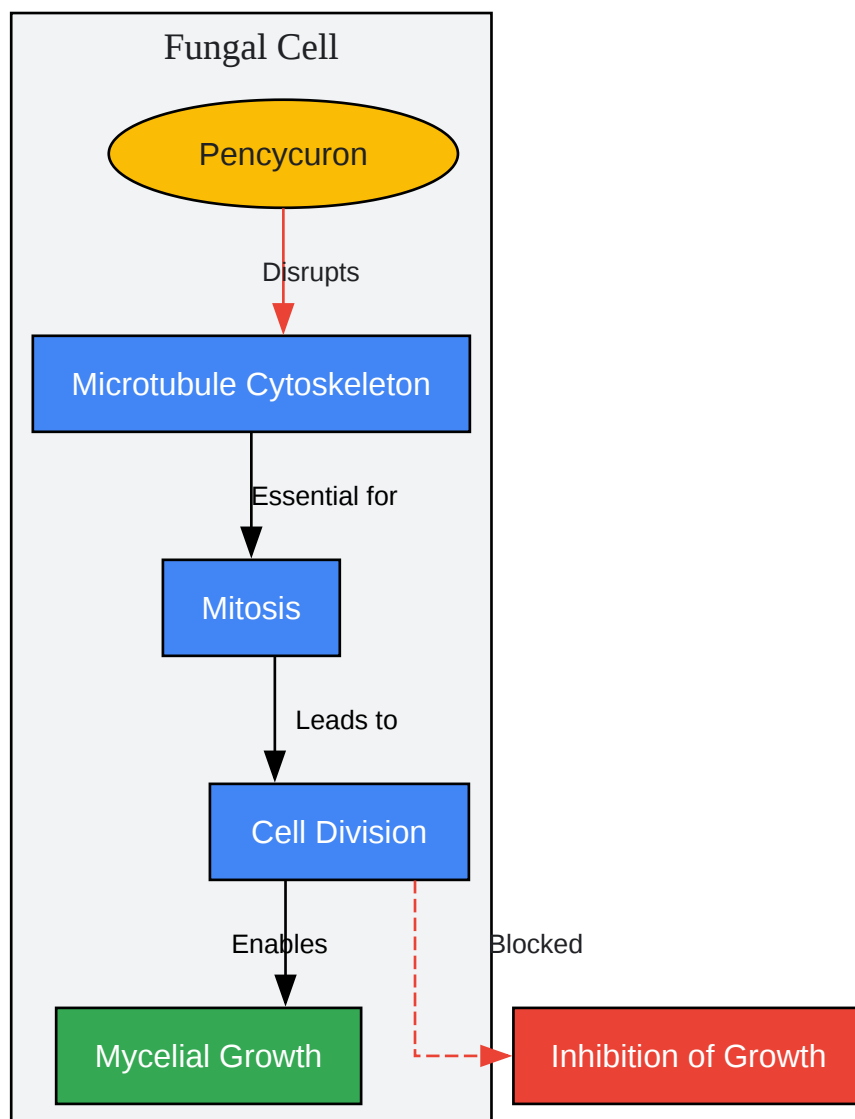 Fungal Cell
Pencycuron
Disrupts
Microtubule Cytoskeleton
Essential for
Mitosis
Leads to
Cell Division
Enables
Blocked
Mycelial Growth
Inhibition of Growth